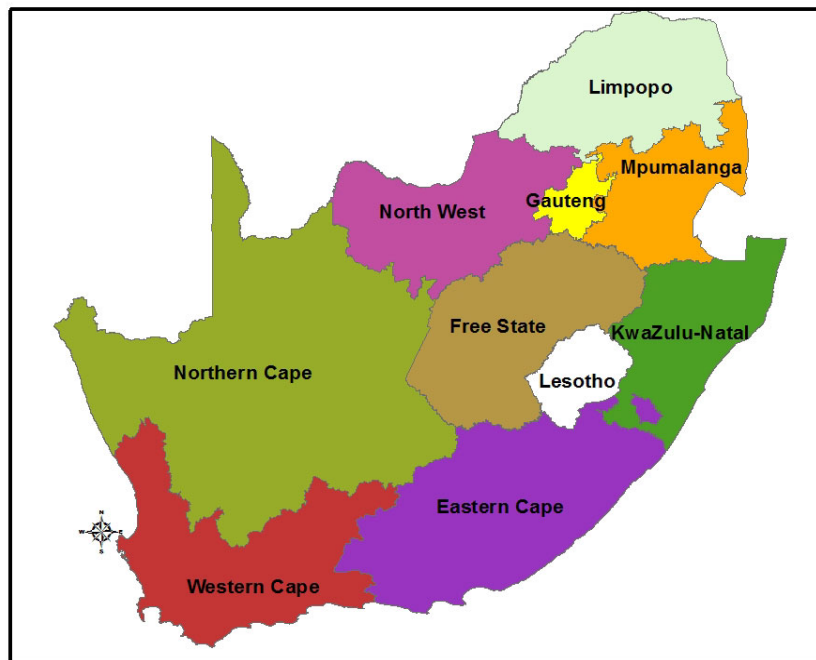 Limpopo
Mpumalanga
Gauteng
North West
Free State
KwaZulu-Natal
Northern Cape
Lesotho
Eastern Cape
N
W E
S
Western Cape